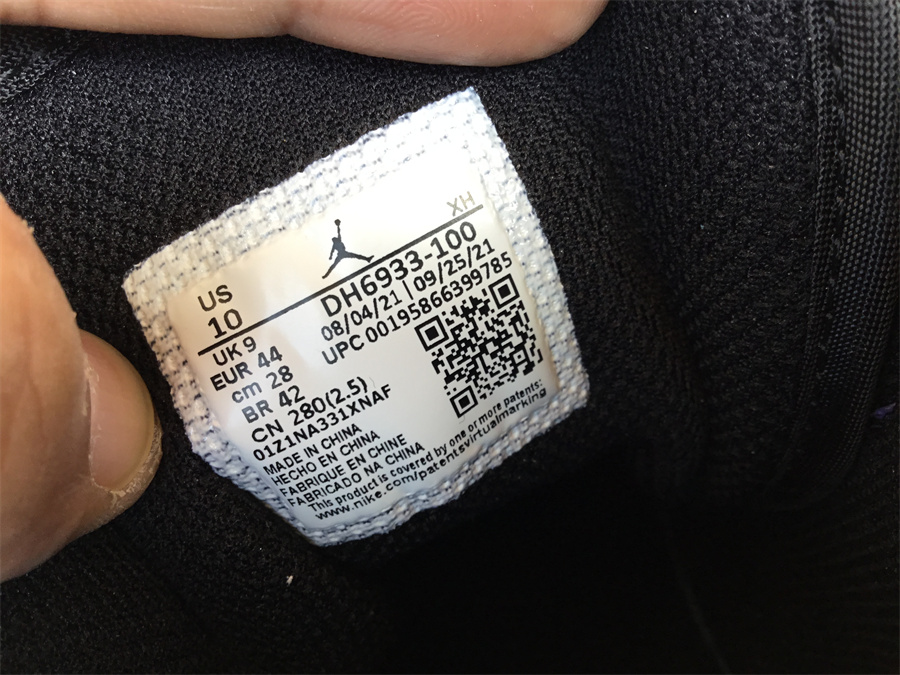 XH
US
10
DH6933-100
08/04/21 | 09/25/21
UPC 00195866399785
UK 9
EUR 44
cm 28
BR 42
CN 280(2.5)
01Z1NA331XNAF
MADE IN CHINA
HECHO EN CHINA
FABRIQUE EN CHINE
FABRICADO NA CHINA
This product is covered by one or more patents:
www.nike.com/patentsvirtualmarking